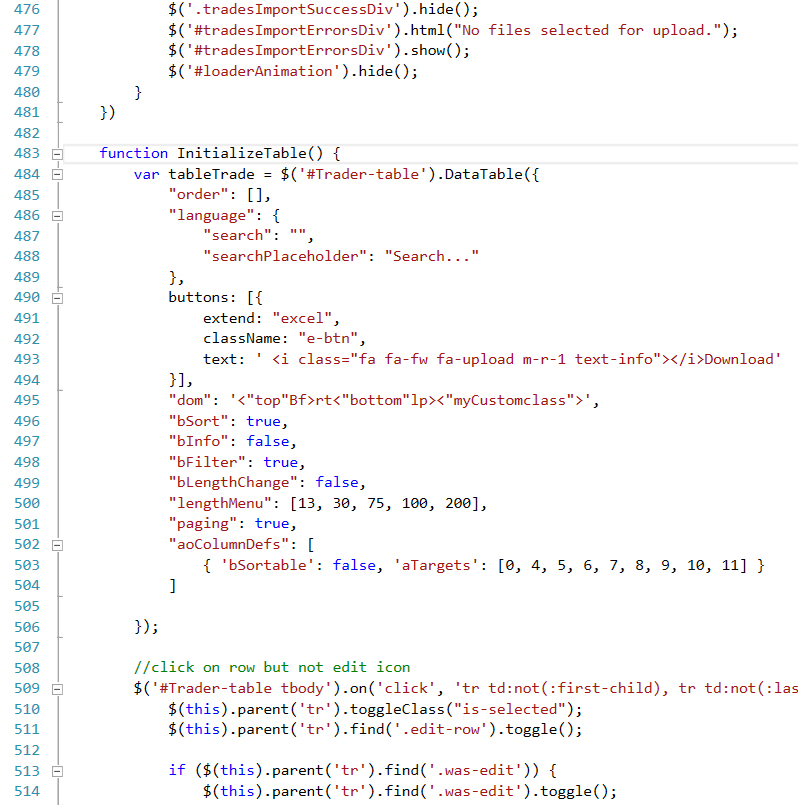 476 $('.tradesImportSuccessDiv').hide();
477 $('#tradesImportErrorsDiv').html("No files selected for upload.");
478 $('#tradesImportErrorsDiv').show();
479 $('#loaderAnimation').hide();
480 }
481 })
482
483 function InitializeTable() {
484 var tableTrade = $('#Trader-table').DataTable({
485 "order": [],
486 "language": {
487 "search": "",
488 "searchPlaceholder": "Search..."
489 },
490 buttons: [{
491 extend: "excel",
492 className: "e-btn",
493 text: ' <i class="fa fa-fw fa-upload m-r-1 text-info"></i>Download'
494 }],
495 "dom": '<"top"Bf>rt<"bottom"lp><"myCustomclass">',
496 "bSort": true,
497 "bInfo": false,
498 "bFilter": true,
499 "bLengthChange": false,
500 "lengthMenu": [13, 30, 75, 100, 200],
501 "paging": true,
502 "aoColumnDefs": [
503 { 'bSortable': false, 'aTargets': [0, 4, 5, 6, 7, 8, 9, 10, 11] }
504 ]
505
506 });
507
508 //click on row but not edit icon
509 $('#Trader-table tbody').on('click', 'tr td:not(:first-child), tr td:not(:las
510 $(this).parent('tr').toggleClass("is-selected");
511 $(this).parent('tr').find('.edit-row').toggle();
512
513 if ($(this).parent('tr').find('.was-edit')) {
514 $(this).parent('tr').find('.was-edit').toggle();